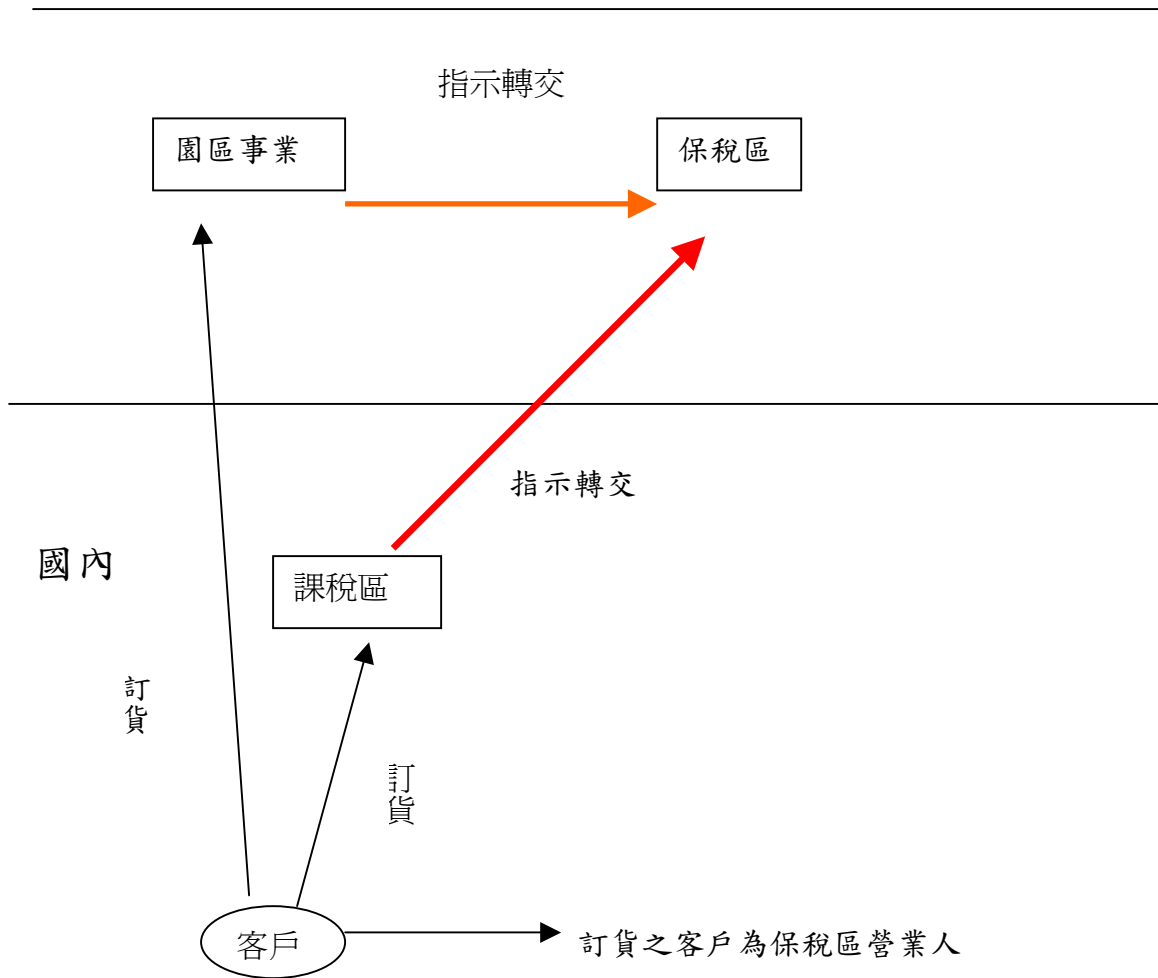 指示轉交
園區事業
保稅區
指示轉交
國內
課稅區
訂貨
訂貨
客戶
訂貨之客戶為保稅區營業人